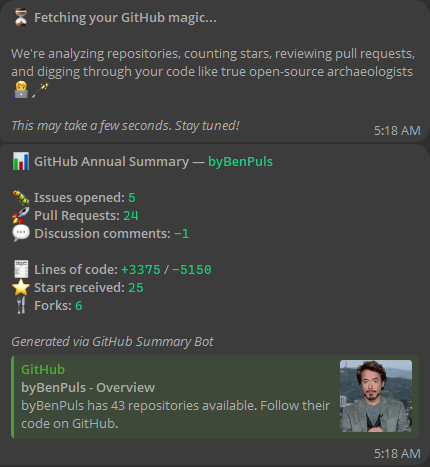 ⏳ Fetching your GitHub magic...
We're analyzing repositories, counting stars, reviewing pull requests,
and digging through your code like true open-source archaeologists
👨‍💻🪄
This may take a few seconds. Stay tuned!
5:18 AM
📊 GitHub Annual Summary — byBenPuls
🐛 Issues opened: 5
🚀 Pull Requests: 24
💬 Discussion comments: −1
🧾 Lines of code: +3375 / −5150
⭐ Stars received: 25
🍴 Forks: 6
Generated via GitHub Summary Bot
GitHub
byBenPuls - Overview
byBenPuls has 43 repositories available. Follow their
code on GitHub.
5:18 AM